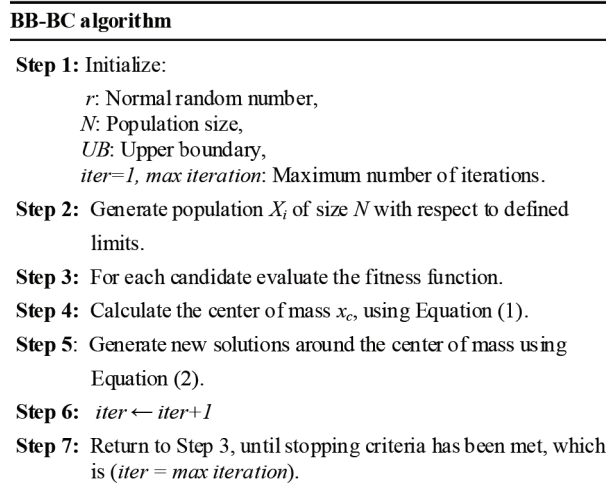 BB-BC algorithm
Step 1: Initialize:
r: Normal random number,
N: Population size,
UB: Upper boundary,
iter=1, max iteration: Maximum number of iterations.
Step 2: Generate population Xi of size N with respect to defined
limits.
Step 3: For each candidate evaluate the fitness function.
Step 4: Calculate the center of mass xc, using Equation (1).
Step 5: Generate new solutions around the center of mass using
Equation (2).
Step 6: iter ← iter+1
Step 7: Return to Step 3, until stopping criteria has been met, which
is (iter = max iteration).